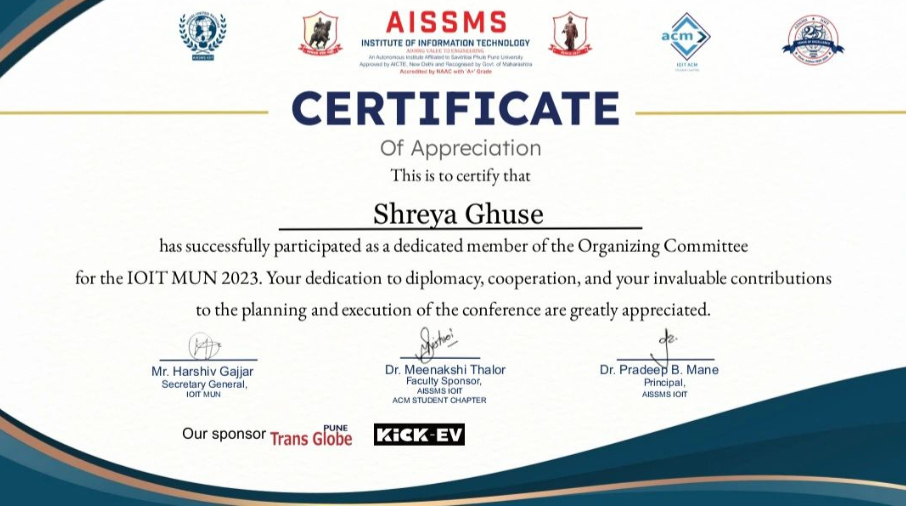 AISSMS
INSTITUTE OF INFORMATION TECHNOLOGY
ADDING VALUE TO ENGINEERING
An Autonomous Institute Affiliated to Savitribai Phule Pune University
Approved by AICTE, New Delhi and Recognised by Govt. of Maharashtra
Accredited by NAAC with 'A+' Grade
acm
IOIT ACM
25
CERTIFICATE
Of Appreciation
This is to certify that
Shreya Ghuse
has successfully participated as a dedicated member of the Organizing Committee
for the IOIT MUN 2023. Your dedication to diplomacy, cooperation, and your invaluable contributions
to the planning and execution of the conference are greatly appreciated.
Mr. Harshiv Gajjar
Secretary General,
IOIT MUN
Dr. Meenakshi Thalor
Faculty Sponsor,
AISSMS IOIT
ACM STUDENT CHAPTER
Dr. Pradeep B. Mane
Principal,
AISSMS IOIT
Our sponsor
PUNE
Trans Globe
KiCK-EV